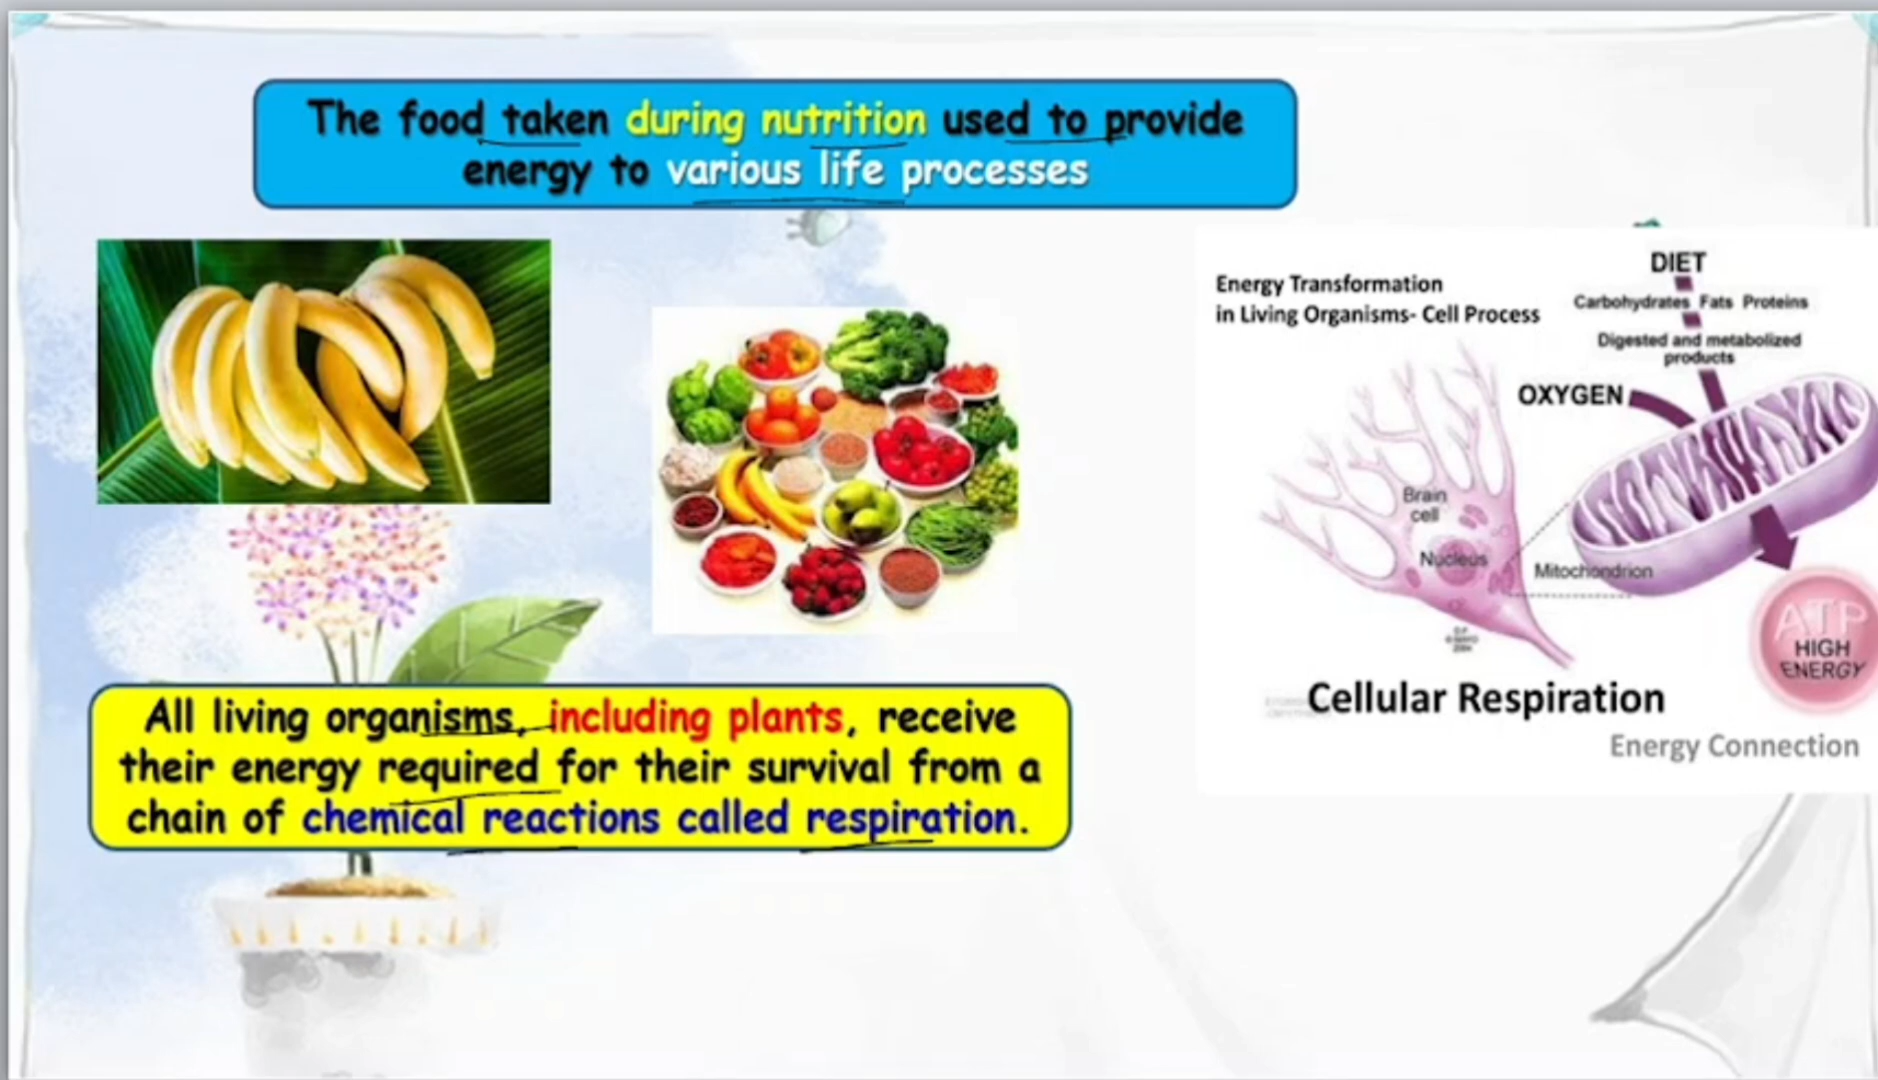 The food taken during nutrition used to provide
energy to various life processes
Energy Transformation
in Living Organisms- Cell Process
DIET
Carbohydrates Fats Proteins
Digested and metabolized
products
OXYGEN
Brain
cell
Nucleus
Mitochondrion
ATP
HIGH
ENERGY
Cellular Respiration
Energy Connection
All living organisms, including plants, receive
their energy required for their survival from a
chain of chemical reactions called respiration.